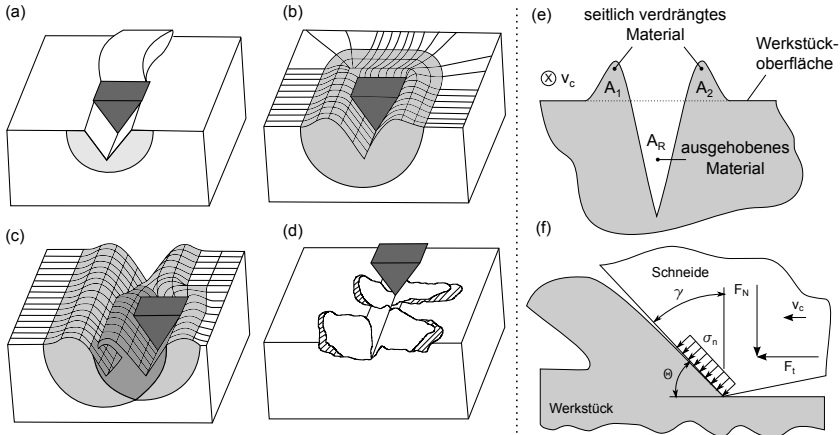 (a)
(b)
(c)
(d)
(e)
seitlich verdrängtes
Material
Werkstück-
oberfläche
⊗ v_c
A_1
A_2
A_R
ausgehobenes
Material
(f)
Schneide
γ
F_N
v_c
σ_n
F_t
Θ
Werkstück